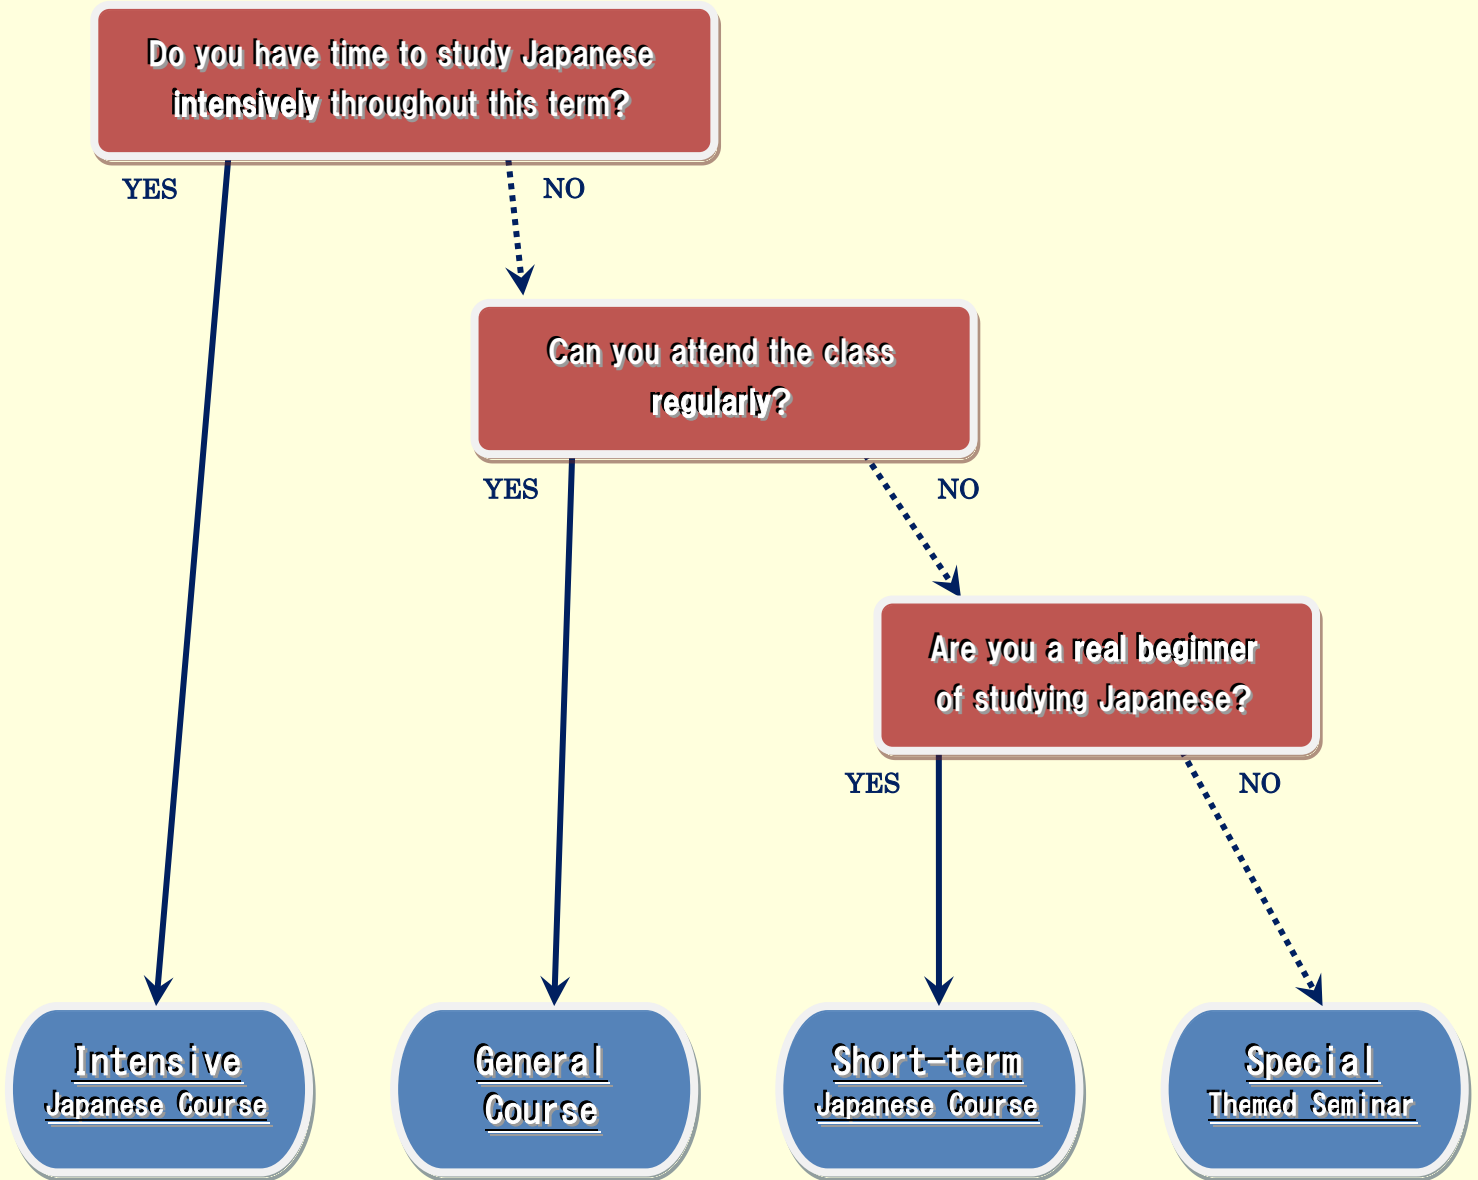 Do you have time to study Japanese
intensively throughout this term?
YES
NO
Can you attend the class
regularly?
YES
NO
Are you a real beginner
of studying Japanese?
YES
NO
Intensive
Japanese Course
General
Course
Short-term
Japanese Course
Special
Themed Seminar